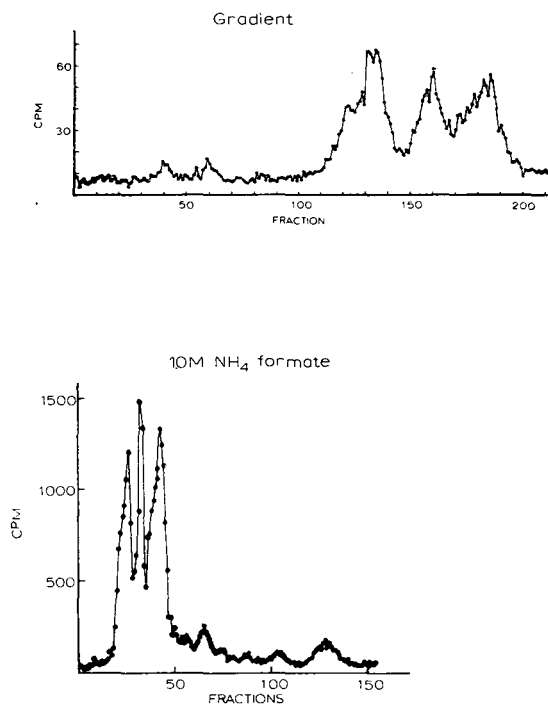 Gradient
60
30
CPM
50
100
150
200
FRACTION
1,0M NH₄ formate
1500
1000
500
CPM
50
100
150
FRACTIONS